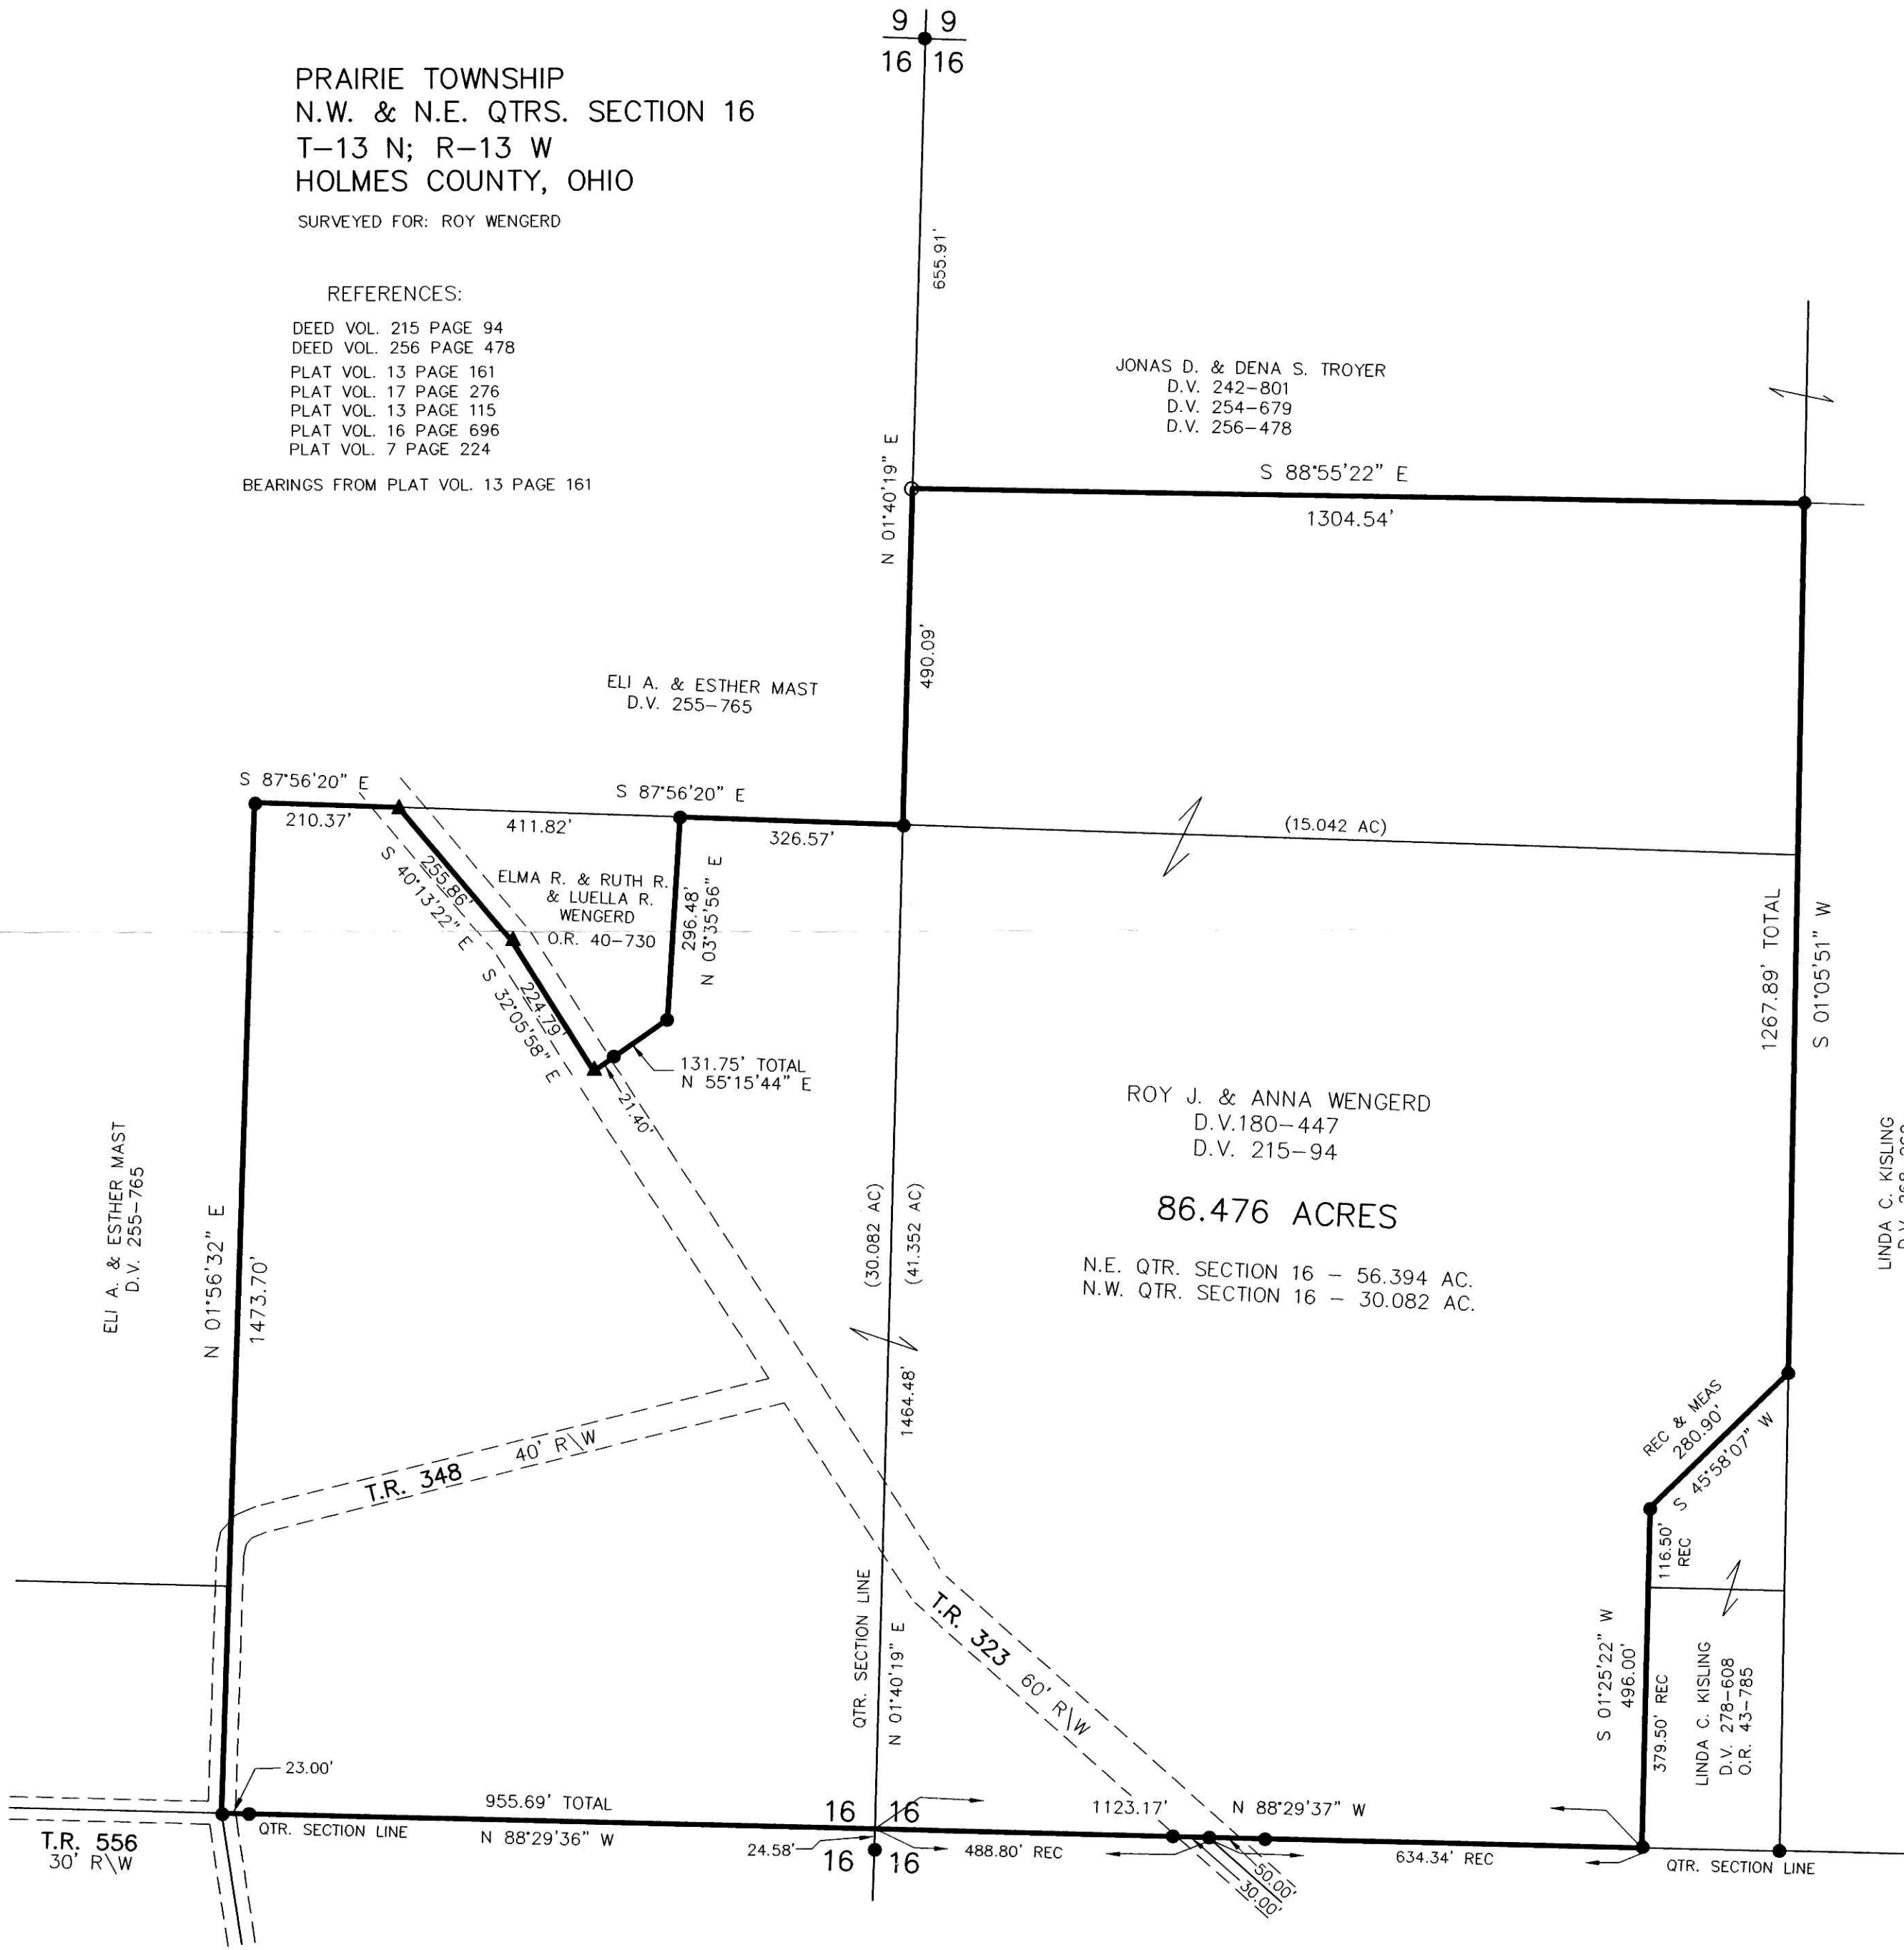 9 9
16 16
PRAIRIE TOWNSHIP
N.W. & N.E. QTRS. SECTION 16
T-13 N; R-13 W
HOLMES COUNTY, OHIO
SURVEYED FOR: ROY WENGERD
REFERENCES:
DEED VOL. 215 PAGE 94
DEED VOL. 256 PAGE 478
PLAT VOL. 13 PAGE 161
PLAT VOL. 17 PAGE 276
PLAT VOL. 13 PAGE 115
PLAT VOL. 16 PAGE 696
PLAT VOL. 7 PAGE 224
BEARINGS FROM PLAT VOL. 13 PAGE 161
655.91'
JONAS D. & DENA S. TROYER
D.V. 242-801
D.V. 254-679
D.V. 256-478
N 01°40'19" E
S 88°55'22" E
1304.54'
490.09'
ELI A. & ESTHER MAST
D.V. 255-765
S 87°56'20" E
210.37'
411.82'
S 87°56'20" E
326.57'
(15.042 AC)
255.86'
S 40°13'22" E
ELMA R. & RUTH R.
& LUELLA R.
WENGERD
O.R. 40-730
296.48'
N 03°35'56" E
224.79'
S 32°05'58" E
131.75' TOTAL
N 55°15'44" E
21.40'
1267.89' TOTAL
S 01°05'51" W
ROY J. & ANNA WENGERD
D.V.180-447
D.V. 215-94
86.476 ACRES
N.E. QTR. SECTION 16 - 56.394 AC.
N.W. QTR. SECTION 16 - 30.082 AC.
ELI A. & ESTHER MAST
D.V. 255-765
N 01°56'32" E
1473.70'
(30.082 AC)
(41.352 AC)
1464.48'
LINDA C. KISLING
REC & MEAS
280.90'
S 45°58'07" W
T.R. 348
40' R\W
116.50'
REC
QTR. SECTION LINE
N 01°40'19" E
T.R. 323
60' R\W
S 01°25'22" W
496.00'
379.50' REC
LINDA C. KISLING
D.V. 278-608
O.R. 43-785
23.00'
955.69' TOTAL
QTR. SECTION LINE
N 88°29'36" W
16 16
24.58'
16 16
1123.17'
N 88°29'37" W
488.80' REC
634.34' REC
50.00'
30.00'
QTR. SECTION LINE
T.R. 556
30' R\W